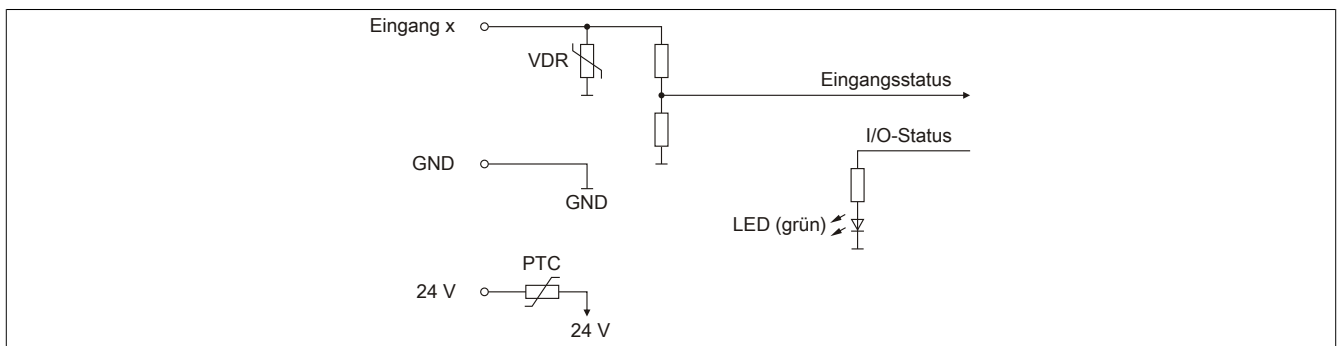 Eingang x
VDR
Eingangsstatus
I/O-Status
GND
GND
LED (grün)
PTC
24 V
24 V